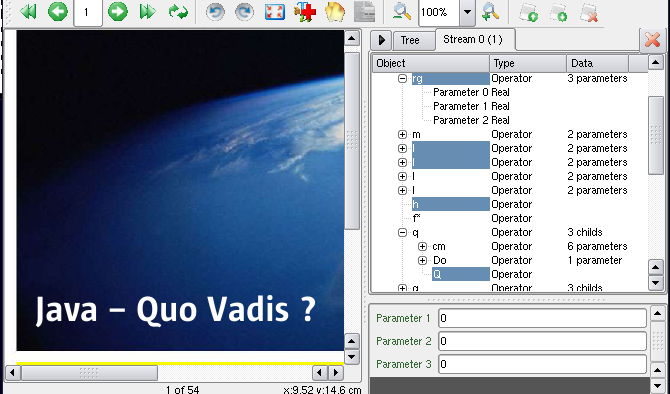 1
100%
Tree
Stream 0 (1)
Object Type Data
rg Operator 3 parameters
Parameter 0 Real
Parameter 1 Real
Parameter 2 Real
m Operator 2 parameters
l Operator 2 parameters
l Operator 2 parameters
l Operator 2 parameters
l Operator 2 parameters
h Operator
f* Operator
q Operator 3 childs
cm Operator 6 parameters
Do Operator 1 parameter
Q Operator
q Operator 3 childs
Java – Quo Vadis ?
Parameter 1 0
Parameter 2 0
Parameter 3 0
1 of 54
x:9.52 y:14.6 cm